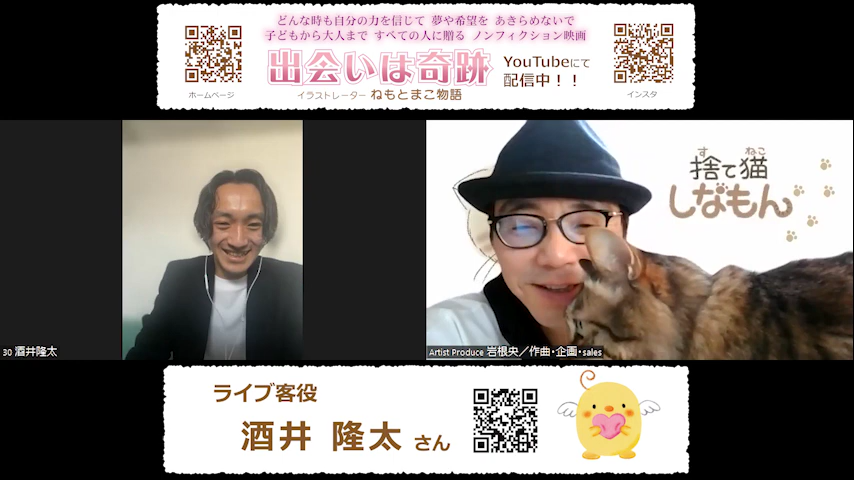 どんな時も自分の力を信じて 夢や希望を あきらめないで
子どもから大人まで すべての人に贈る ノンフィクション映画
出会いは奇跡
YouTubeにて
配信中！！
イラストレーター ねもとまこ物語
ホームページ
インスタ
すねこ
捨て猫
しなもん
30 酒井隆太
Artist Produce 岩根央／作曲・企画・sales
ライブ客役
酒井 隆太 さん